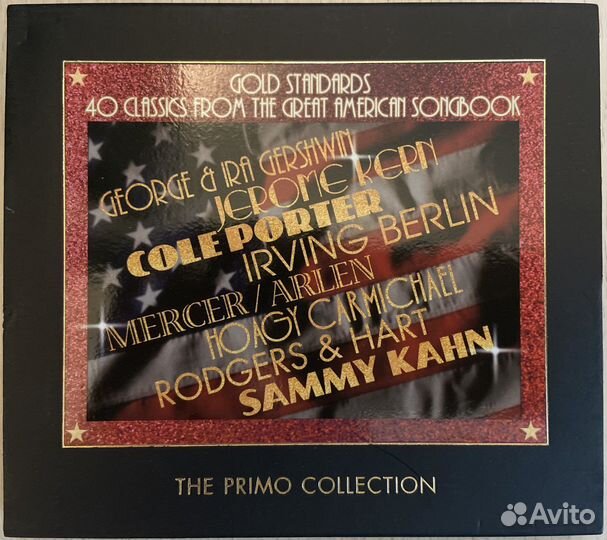 GOLD STANDARDS
40 CLASSICS FROM THE GREAT AMERICAN SONGBOOK
GEORGE & IRA GERSHWIN
JEROME KERN
COLE PORTER
IRVING BERLIN
MERCER / ARLEN
HOAGY CARMICHAEL
RODGERS & HART
SAMMY KAHN
THE PRIMO COLLECTION
Avito